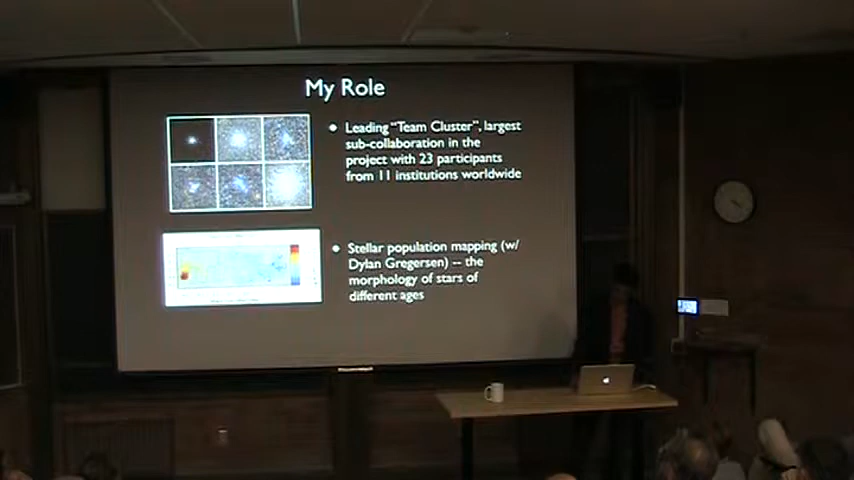 My Role
Leading "Team Cluster", largest
sub-collaboration in the
project with 23 participants
from 11 institutions worldwide
Stellar population mapping (w/
Dylan Gregersen) -- the
morphology of stars of
different ages